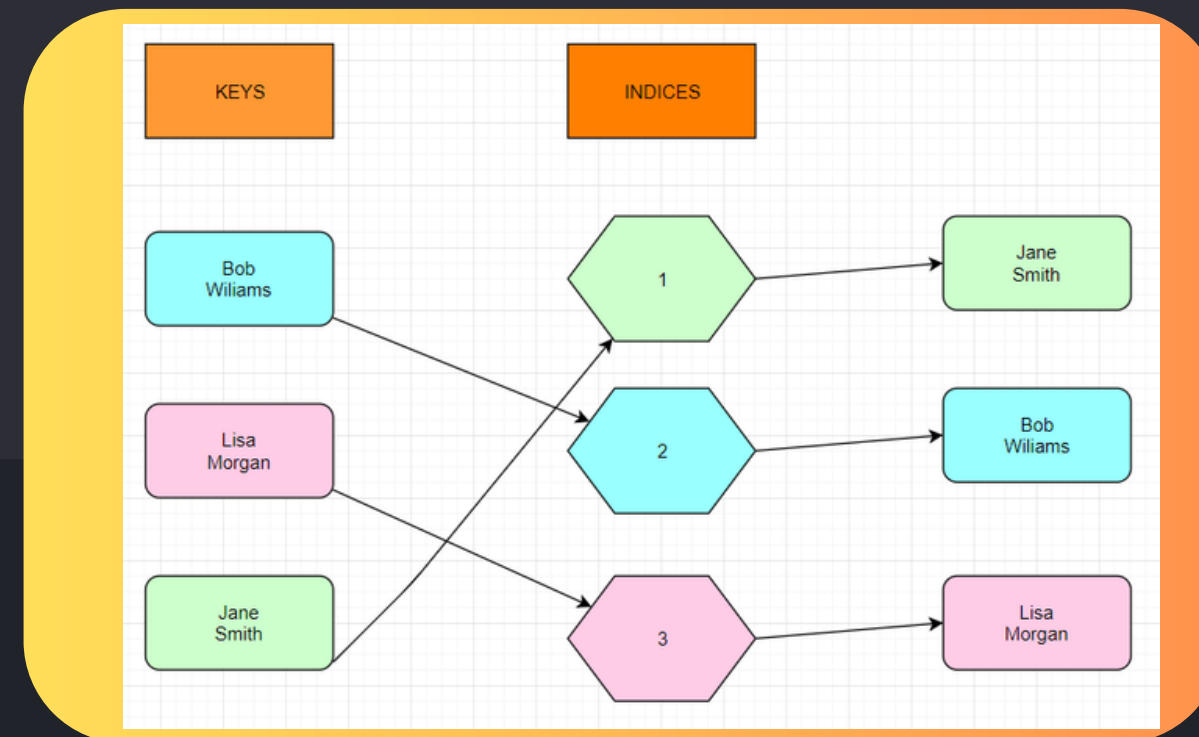 KEYS
INDICES
Bob
Wiliams
Lisa
Morgan
Jane
Smith
1
2
3
Jane
Smith
Bob
Wiliams
Lisa
Morgan